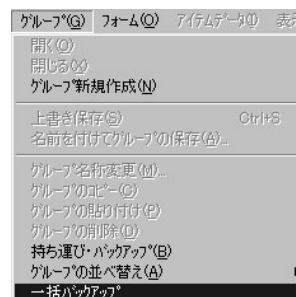 ｸﾞﾙｰﾌﾟ(G) ﾌｫｰﾑ(O) ｱｲﾃﾑﾃﾞｰﾀ(I) 表
開く(O)
閉じる(X)
ｸﾞﾙｰﾌﾟ新規作成(N)
上書き保存(S) Ctrl+S
名前を付けてｸﾞﾙｰﾌﾟの保存(A)...
ｸﾞﾙｰﾌﾟ名称変更(M)...
ｸﾞﾙｰﾌﾟのｺﾋﾟｰ(C)
ｸﾞﾙｰﾌﾟの貼り付け(P)
ｸﾞﾙｰﾌﾟの削除(D)
持ち運び・ﾊﾞｯｸｱｯﾌﾟ(B)
ｸﾞﾙｰﾌﾟの並べ替え(A)
一括ﾊﾞｯｸｱｯﾌﾟ